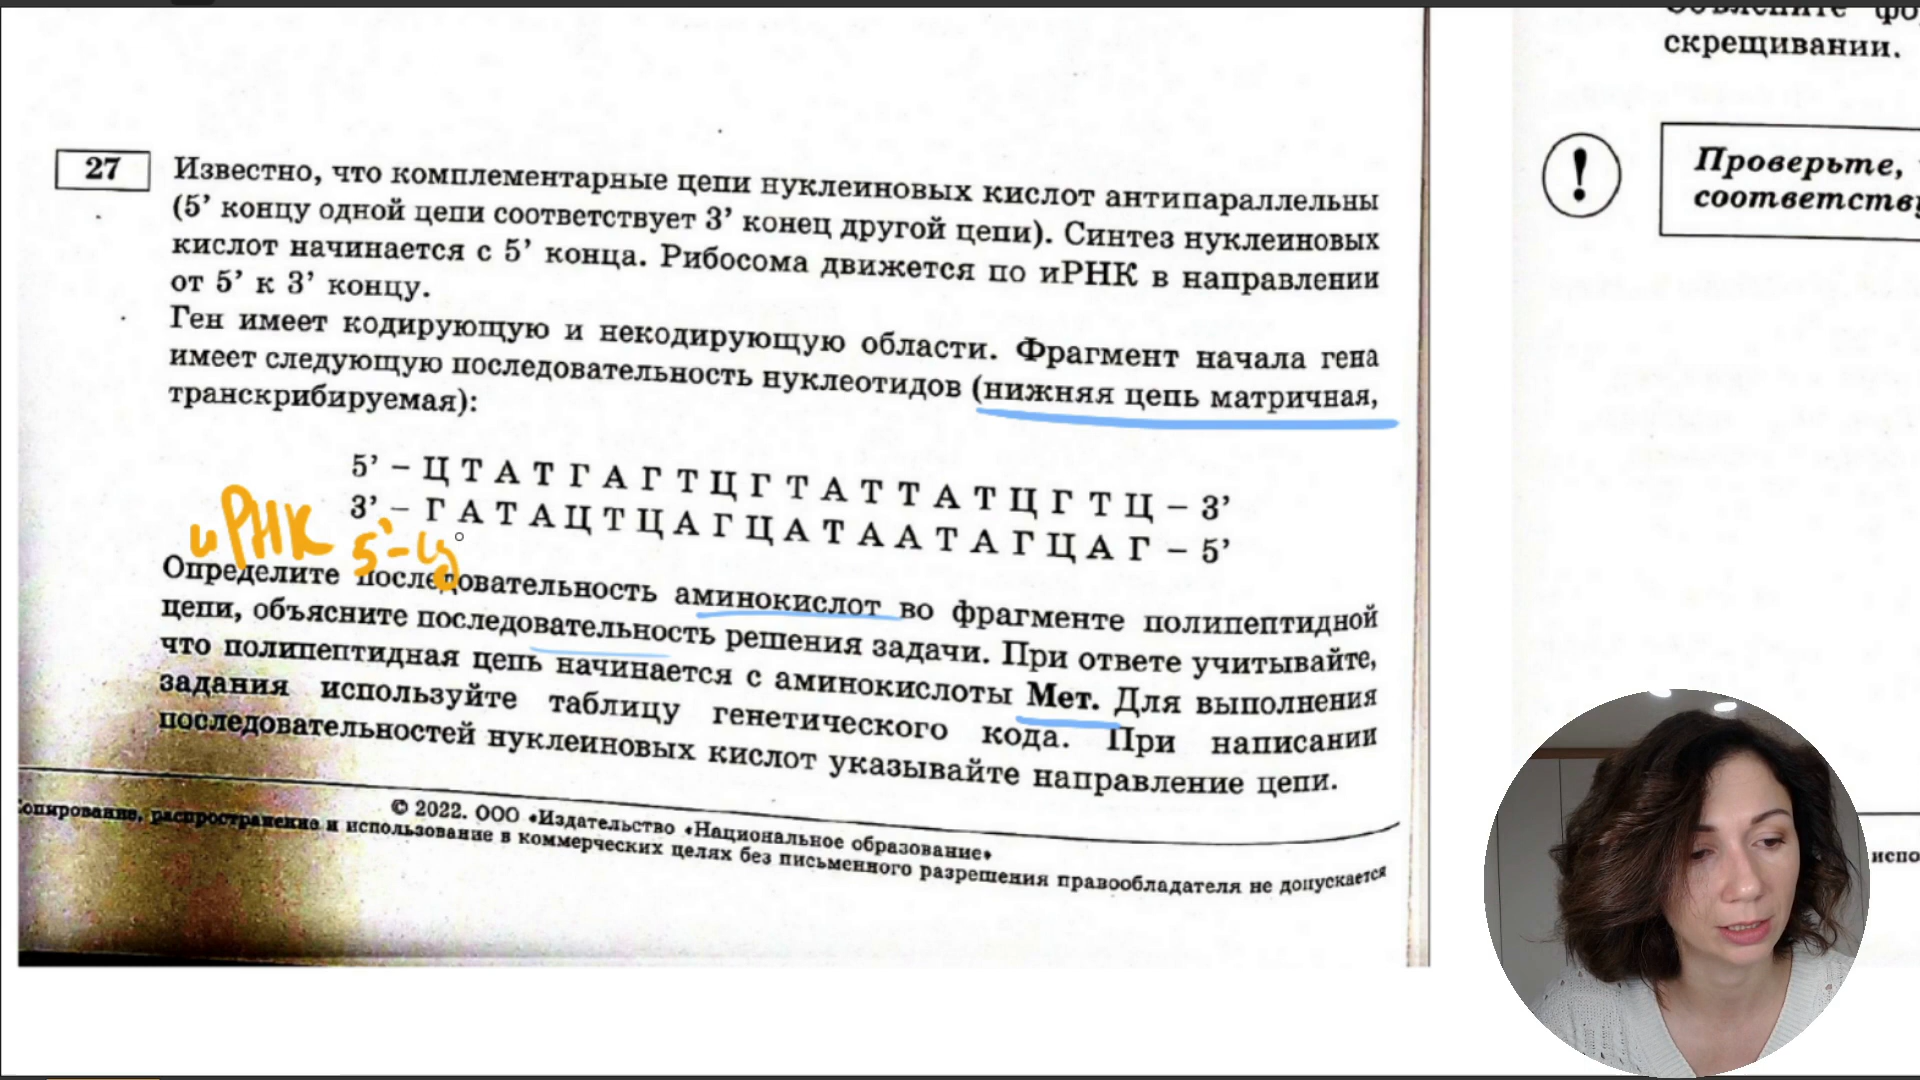 скрещивании.
27
Известно, что комплементарные цепи нуклеиновых кислот антипараллельны
(5’ концу одной цепи соответствует 3’ конец другой цепи). Синтез нуклеиновых
кислот начинается с 5’ конца. Рибосома движется по иРНК в направлении
от 5’ к 3’ концу.
Ген имеет кодирующую и некодирующую области. Фрагмент начала гена
имеет следующую последовательность нуклеотидов (нижняя цепь матричная,
транскрибируемая):
5’ – Ц Т А Т Г А Г Т Ц Г Т А Т Т А Т Ц Г Т Ц – 3’
3’ – Г А Т А Ц Т Ц А Г Ц А Т А А Т А Г Ц А Г – 5’
иРНК 5’-Ц
Определите последовательность аминокислот во фрагменте полипептидной
цепи, объясните последовательность решения задачи. При ответе учитывайте,
что полипептидная цепь начинается с аминокислоты Мет. Для выполнения
задания используйте таблицу генетического кода. При написании
последовательностей нуклеиновых кислот указывайте направление цепи.
© 2022. ООО «Издательство «Национальное образование»
Копирование, распространение и использование в коммерческих целях без письменного разрешения правообладателя не допускается
!
Проверьте,